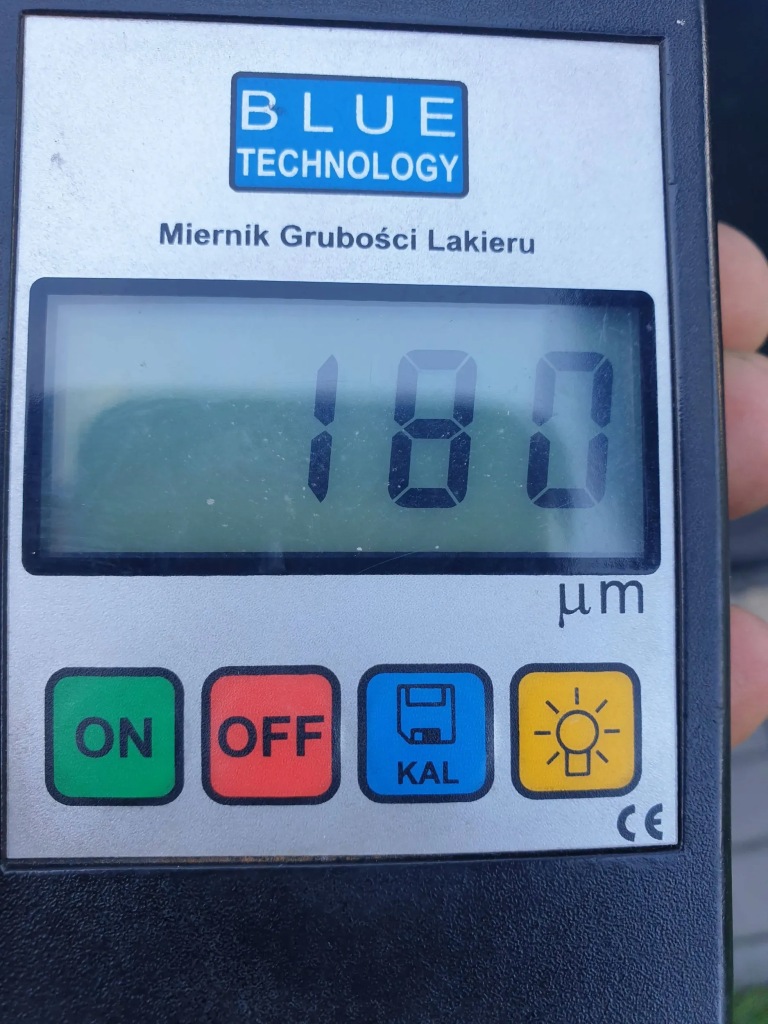 BLUE
TECHNOLOGY
Miernik Grubości Lakieru
180
µm
ON
OFF
KAL
CE